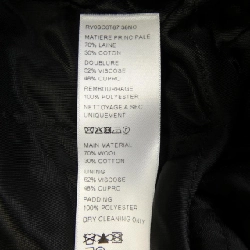 MATIERE PRINCIPALE
70% LAINE
30% COTON
DOUBLURE
52% VISCOSE
48% CUPRO
REMBOURRAGE
100% POLYESTER
NETTOYAGE A SEC
UNIQUEMENT
MAIN MATERIAL
70% WOOL
30% COTTON
LINING
52% VISCOSE
48% CUPRO
PADDING
100% POLYESTER
DRY CLEANING ONLY